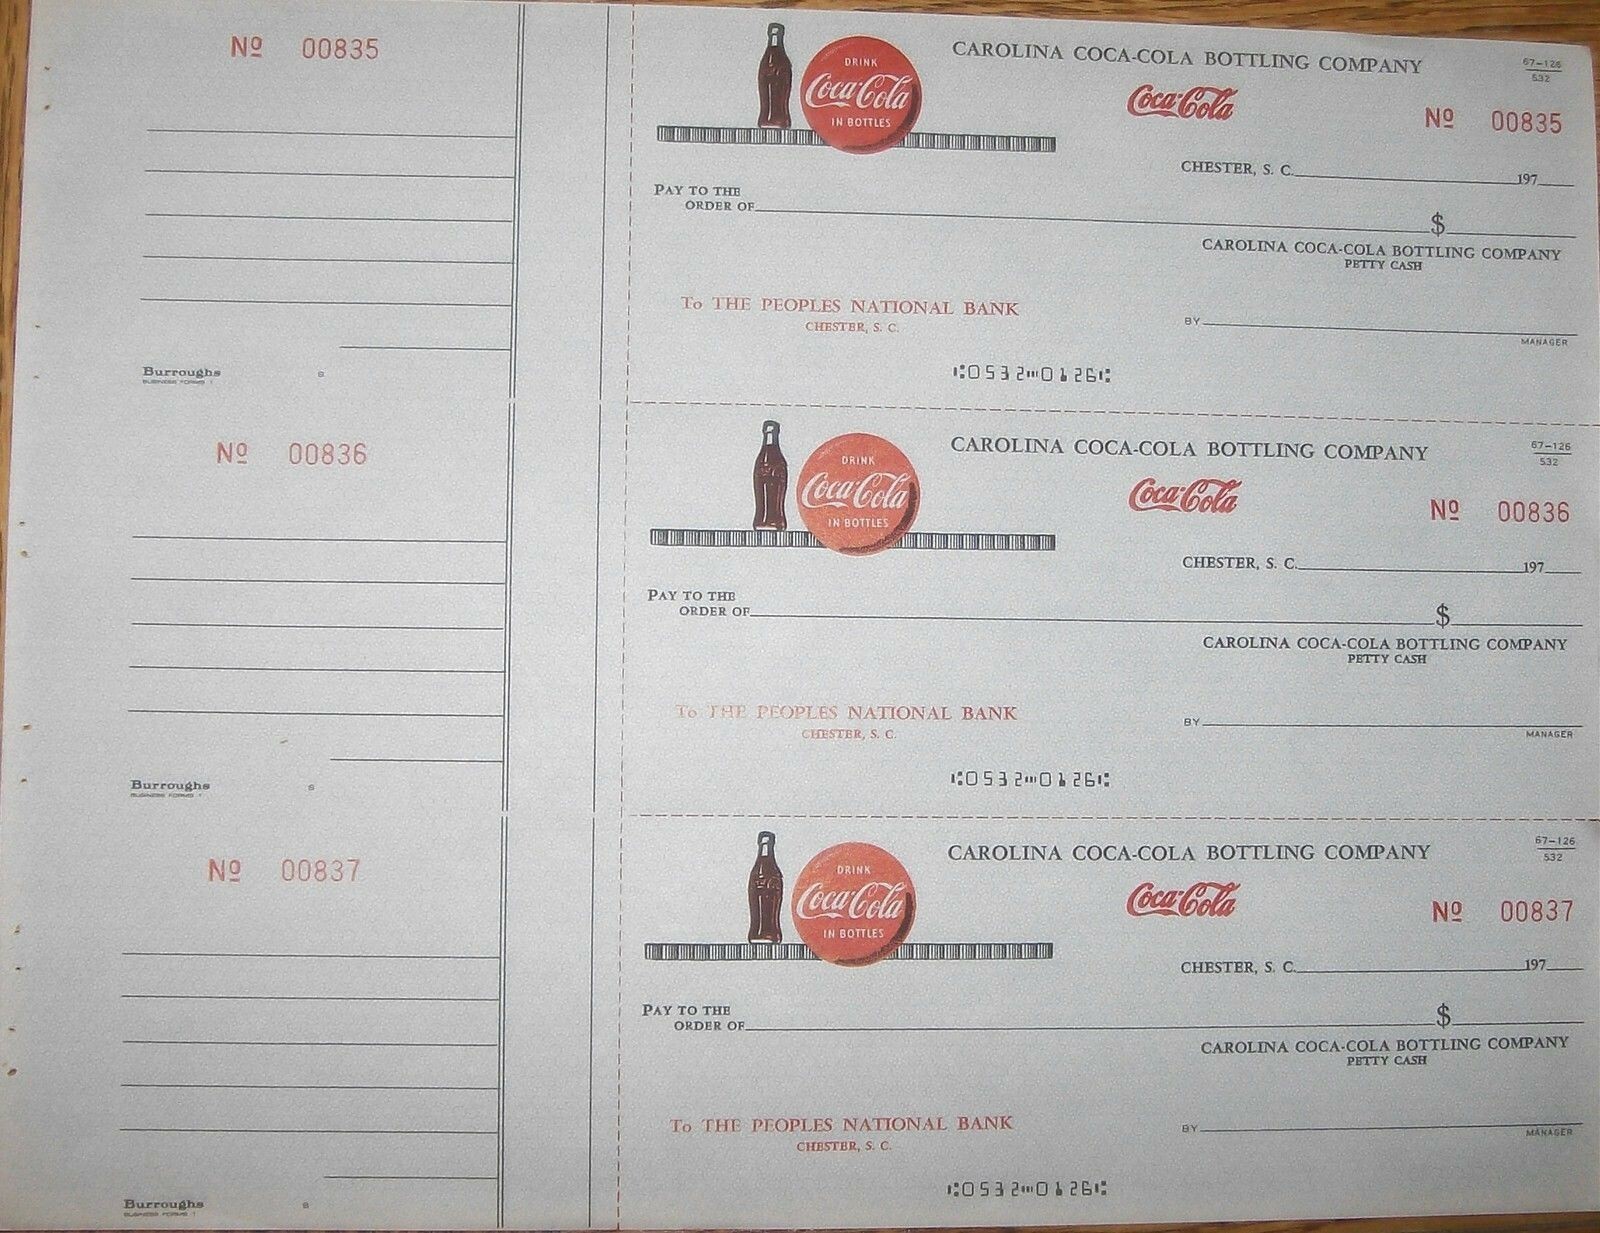 Nº 00835
Burroughs
BUSINESS FORMS
s
DRINK
Coca-Cola
IN BOTTLES
CAROLINA COCA-COLA BOTTLING COMPANY
67-126
532
Coca-Cola
Nº 00835
CHESTER, S. C. 197
PAY TO THE
ORDER OF $
CAROLINA COCA-COLA BOTTLING COMPANY
PETTY CASH
To THE PEOPLES NATIONAL BANK
CHESTER, S. C.
BY
MANAGER
⑆0532⑉0126⑆
Nº 00836
Burroughs
BUSINESS FORMS
s
DRINK
Coca-Cola
IN BOTTLES
CAROLINA COCA-COLA BOTTLING COMPANY
67-126
532
Coca-Cola
Nº 00836
CHESTER, S. C. 197
PAY TO THE
ORDER OF $
CAROLINA COCA-COLA BOTTLING COMPANY
PETTY CASH
To THE PEOPLES NATIONAL BANK
CHESTER, S. C.
BY
MANAGER
⑆0532⑉0126⑆
Nº 00837
Burroughs
BUSINESS FORMS
s
DRINK
Coca-Cola
IN BOTTLES
CAROLINA COCA-COLA BOTTLING COMPANY
67-126
532
Coca-Cola
Nº 00837
CHESTER, S. C. 197
PAY TO THE
ORDER OF $
CAROLINA COCA-COLA BOTTLING COMPANY
PETTY CASH
To THE PEOPLES NATIONAL BANK
CHESTER, S. C.
BY
MANAGER
⑆0532⑉0126⑆